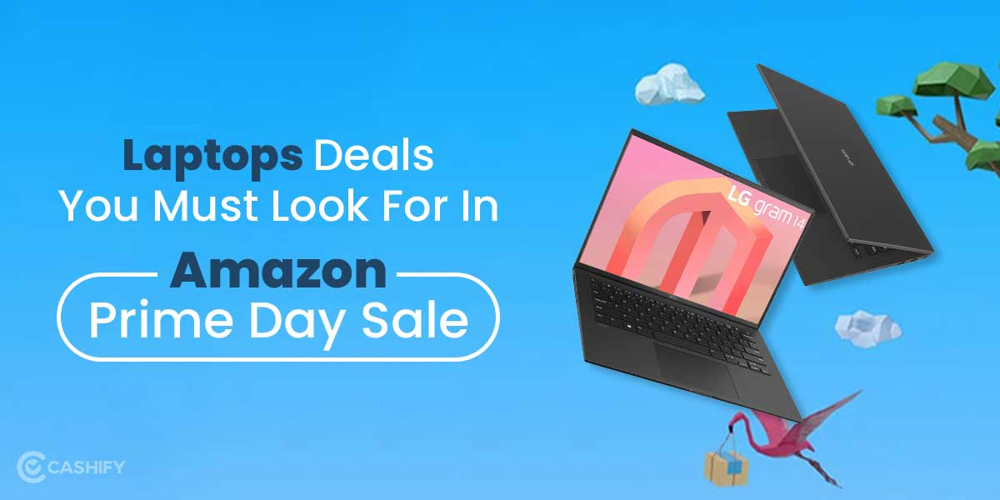 Laptops Deals
You Must Look For In
Amazon
Prime Day Sale
LG gram 14
CASHIFY